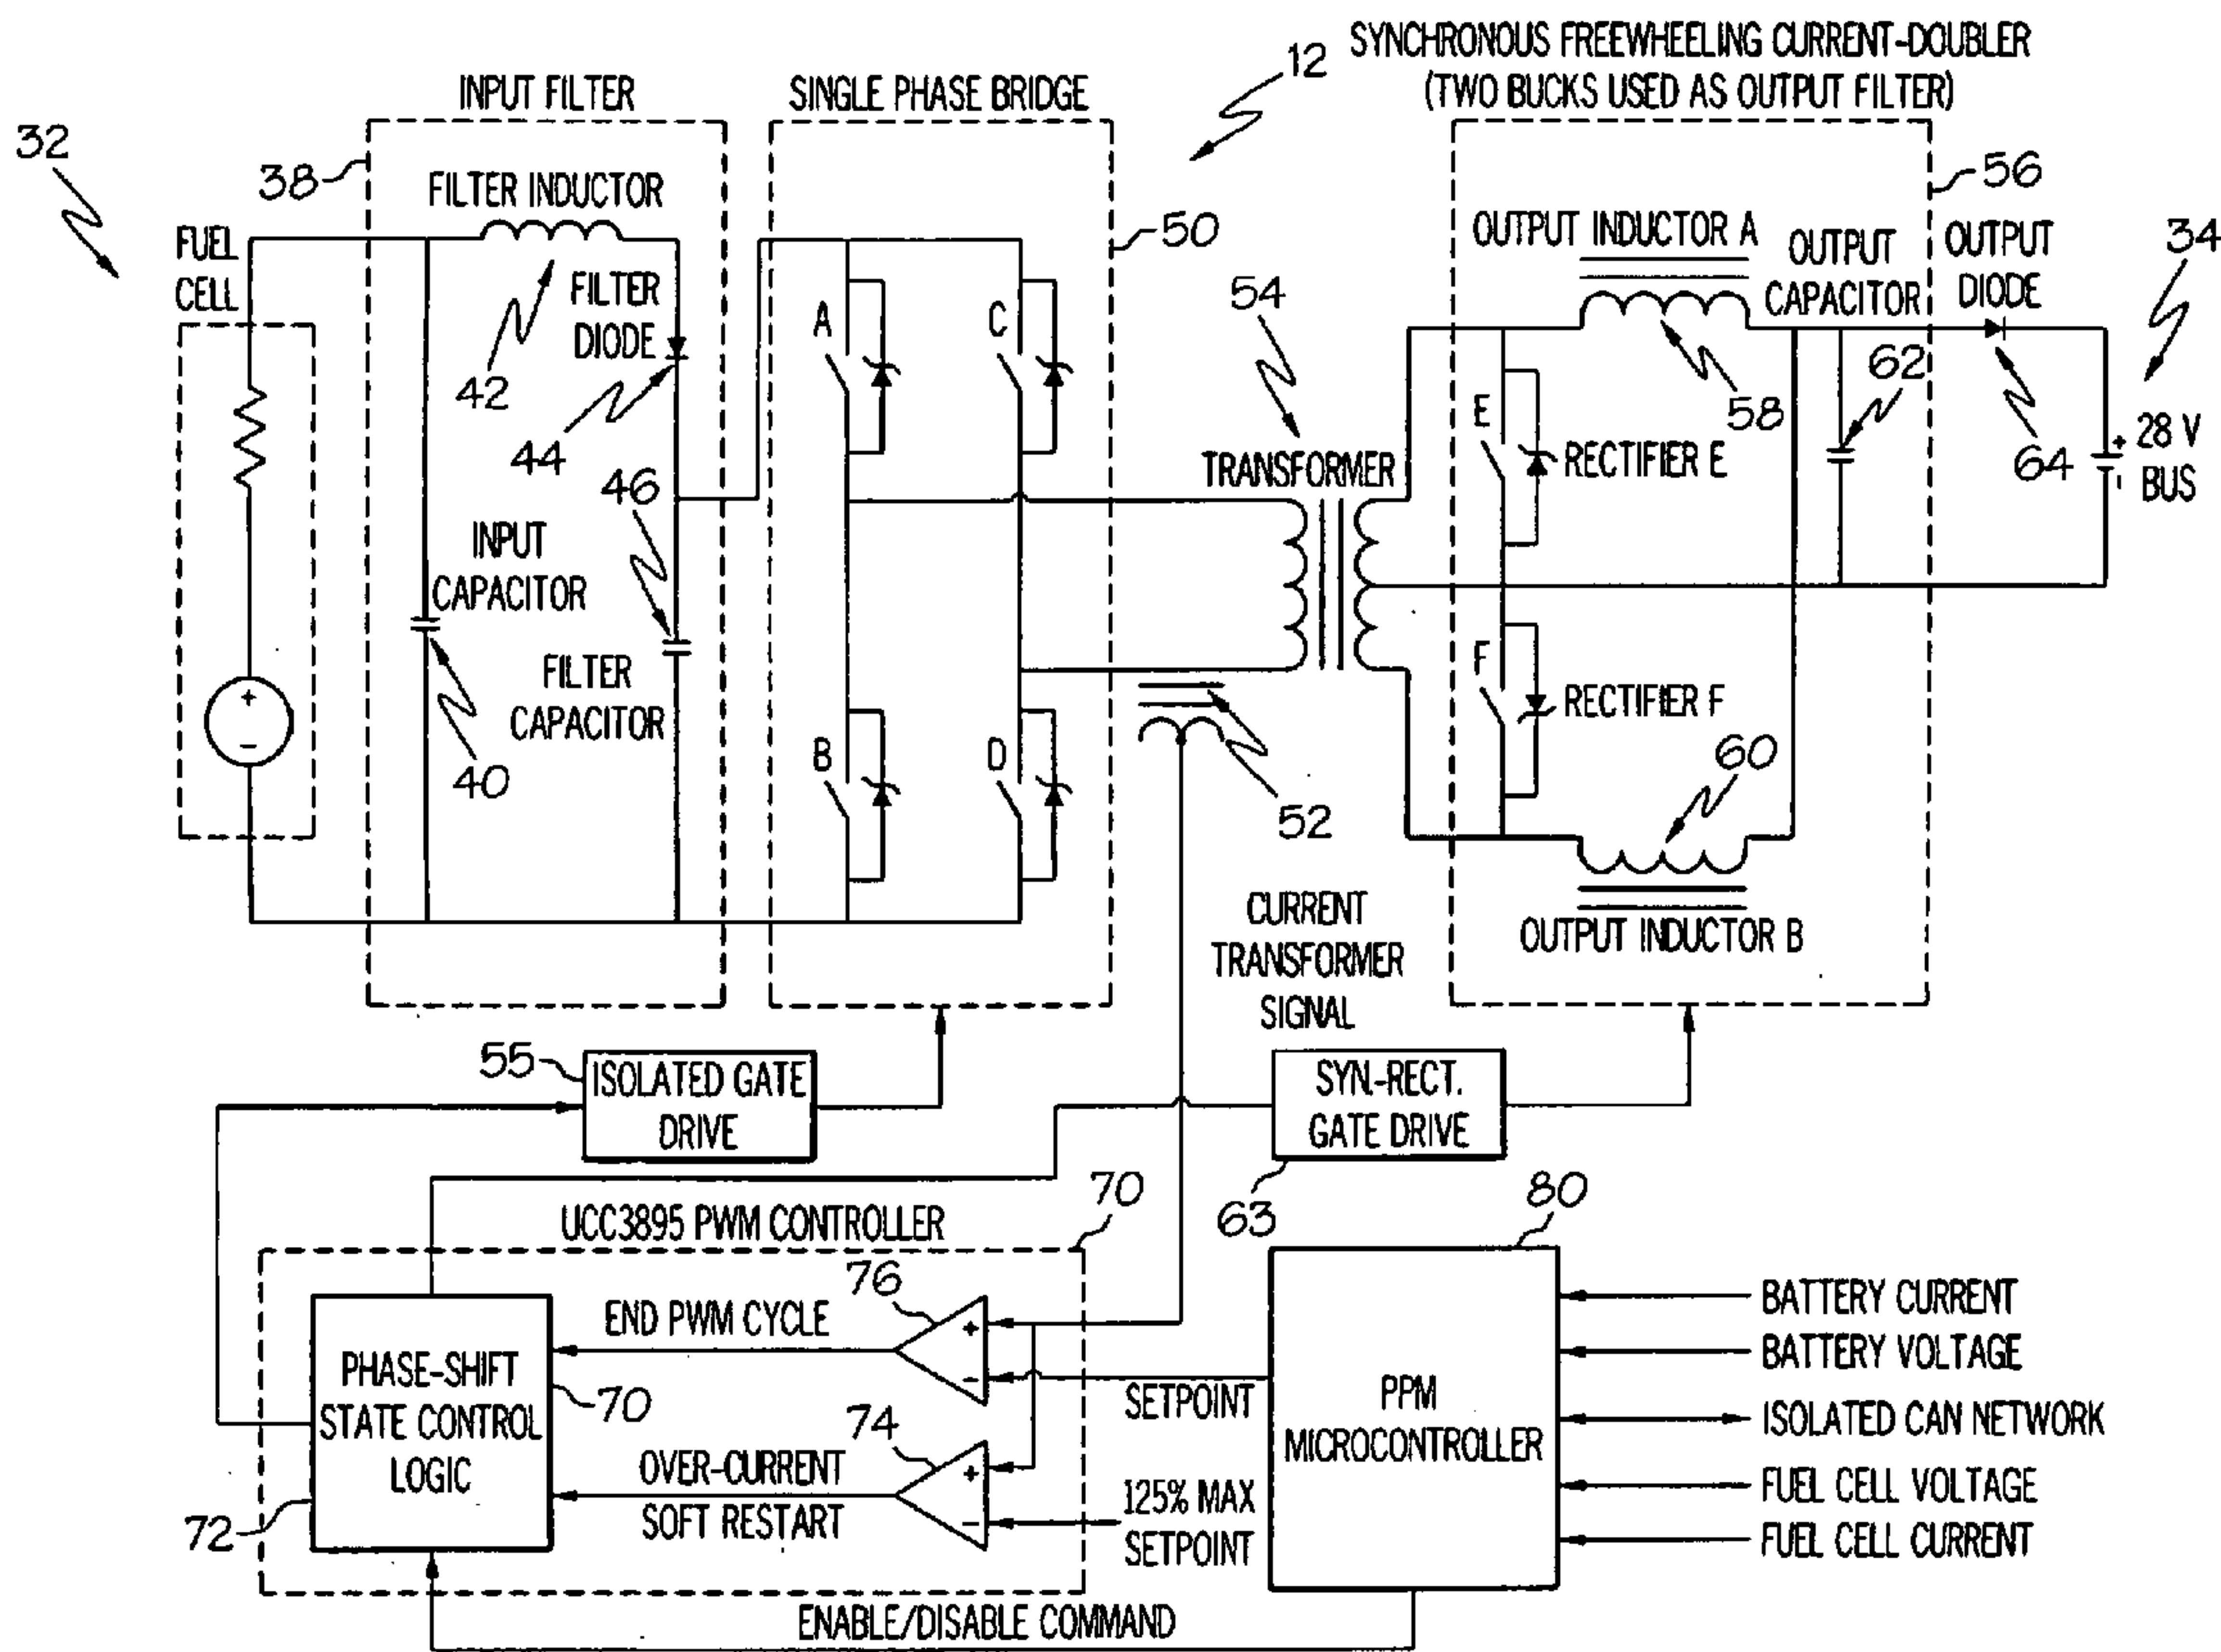 SYNCHRONOUS FREEWHEELING CURRENT-DOUBLER
(TWO BUCKS USED AS OUTPUT FILTER)
12
INPUT FILTER
SINGLE PHASE BRIDGE
32
38
FILTER INDUCTOR
50
56
FUEL
CELL
42
FILTER
DIODE
44
A
C
54
OUTPUT INDUCTOR A
OUTPUT
CAPACITOR
OUTPUT
DIODE
34
58
62
64
+ 28 V
- BUS
46
TRANSFORMER
E
RECTIFIER E
INPUT
CAPACITOR
40
FILTER
CAPACITOR
+
-
B
D
52
F
RECTIFIER F
60
OUTPUT INDUCTOR B
CURRENT
TRANSFORMER
SIGNAL
55
ISOLATED GATE
DRIVE
SYN.-RECT.
GATE DRIVE
63
UCC3895 PWM CONTROLLER
70
80
76
END PWM CYCLE
+
-
SETPOINT
PHASE-SHIFT
STATE CONTROL
LOGIC
70
72
74
OVER-CURRENT
SOFT RESTART
+
-
125% MAX
SETPOINT
PPM
MICROCONTROLLER
BATTERY CURRENT
BATTERY VOLTAGE
ISOLATED CAN NETWORK
FUEL CELL VOLTAGE
FUEL CELL CURRENT
ENABLE/DISABLE COMMAND